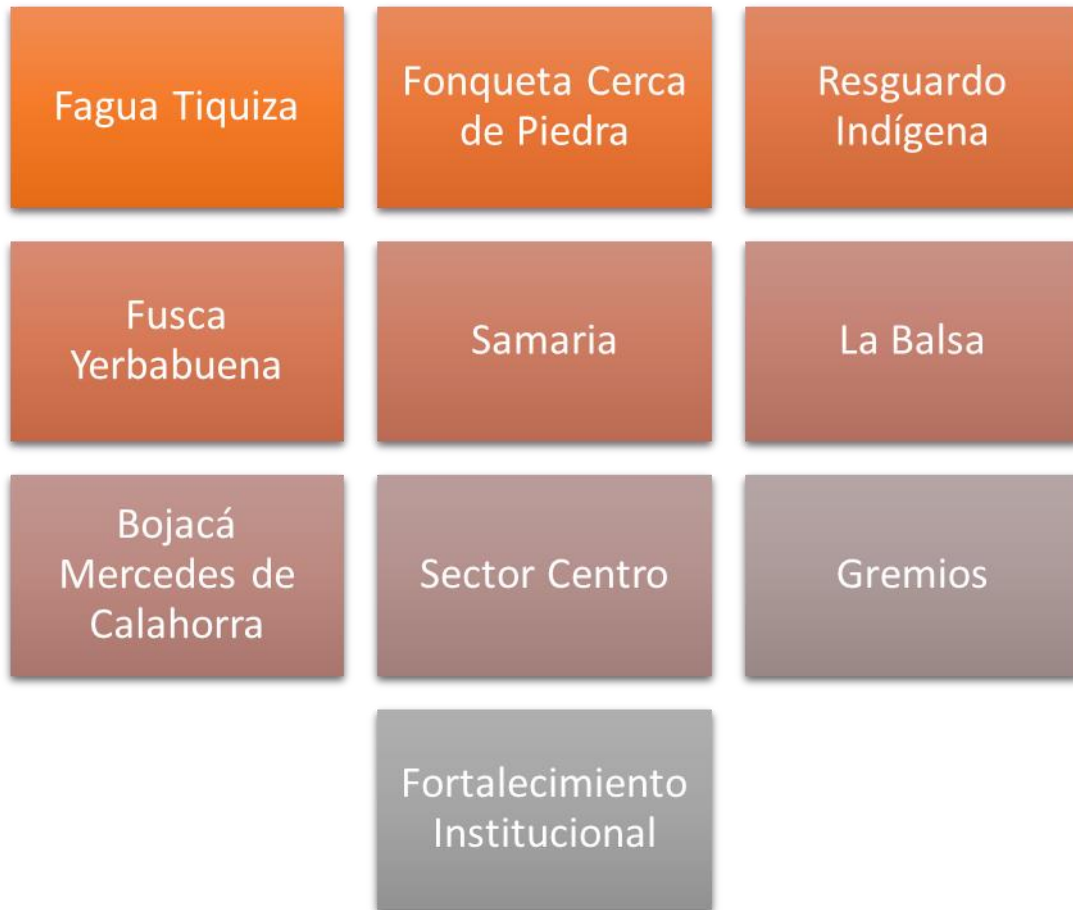 Fagua Tiquiza
Fonqueta Cerca
de Piedra
Resguardo
Indígena
Fusca
Yerbabuena
Samaria
La Balsa
Bojacá
Mercedes de
Calahorra
Sector Centro
Gremios
Fortalecimiento
Institucional